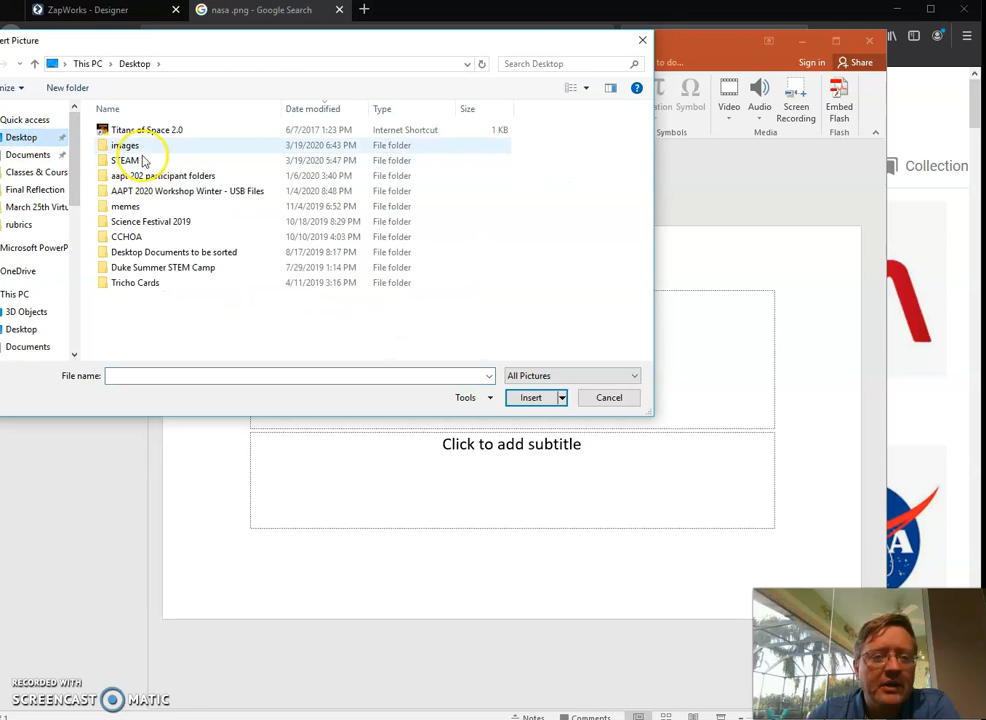 ZapWorks - Designer
nasa .png - Google Search
nsert Picture
This PC > Desktop >
Search Desktop
nize
New folder
Name Date modified Type Size
Quick access
Desktop
Documents
Classes & Cours
Final Reflection
March 25th Virtu
rubrics
Microsoft PowerP
OneDrive
This PC
3D Objects
Desktop
Documents
Titans of Space 2.0 6/7/2017 1:23 PM Internet Shortcut 1 KB
images 3/19/2020 6:43 PM File folder
STEAM 3/19/2020 5:47 PM File folder
aapt 202 participant folders 1/6/2020 3:40 PM File folder
AAPT 2020 Workshop Winter - USB Files 1/4/2020 8:48 PM File folder
memes 11/4/2019 6:52 PM File folder
Science Festival 2019 10/18/2019 8:29 PM File folder
CCHOA 10/10/2019 4:03 PM File folder
Desktop Documents to be sorted 8/17/2019 8:17 PM File folder
Duke Summer STEM Camp 7/29/2019 1:14 PM File folder
Tricho Cards 4/11/2019 3:16 PM File folder
File name:
All Pictures
Tools
Insert
Cancel
to do...
Sign in
Share
Symbol
Video
Audio
Screen Recording
Embed Flash
Symbols
Media
Collection
Click to add subtitle
Notes
Comments
RECORDED WITH
SCREENCAST MATIC